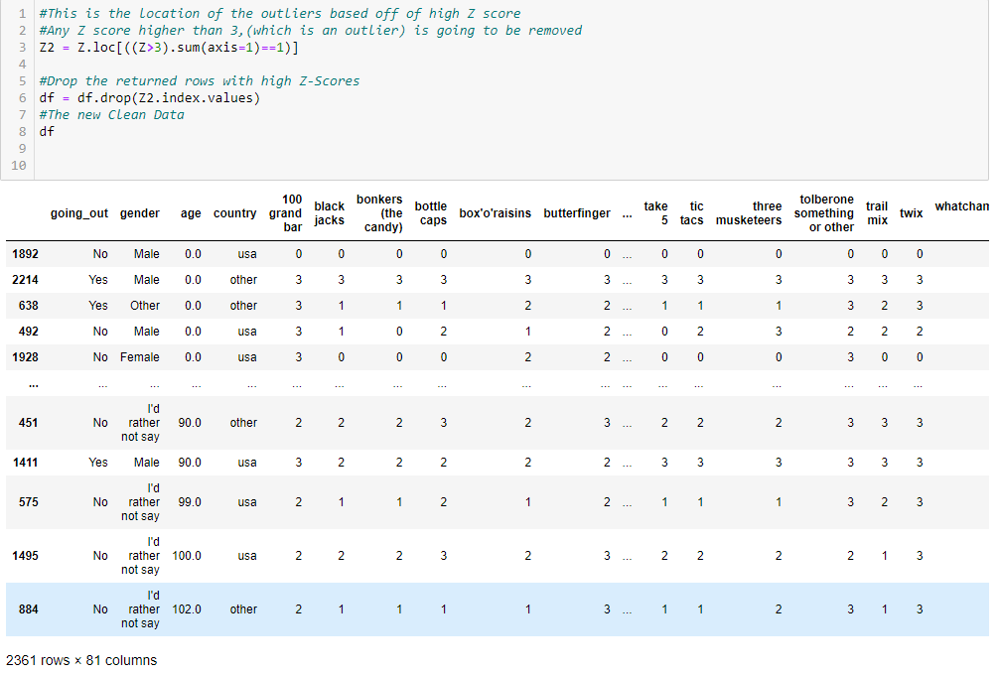 1 #This is the location of the outliers based off of high Z score
2 #Any Z score higher than 3,(which is an outlier) is going to be removed
3 Z2 = Z.loc[((Z>3).sum(axis=1)==1)]
4
5 #Drop the returned rows with high Z-Scores
6 df = df.drop(Z2.index.values)
7 #The new Clean Data
8 df
9
10
going_out gender age country 100 grand bar black jacks bonkers (the candy) bottle caps box'o'raisins butterfinger ... take 5 tic tacs three musketeers tolberone something or other trail mix twix whatcham
1892 No Male 0.0 usa 0 0 0 0 0 0 ... 0 0 0 0 0 0
2214 Yes Male 0.0 other 3 3 3 3 3 3 ... 3 3 3 3 3 3
638 Yes Other 0.0 other 3 1 1 1 2 2 ... 1 1 1 3 2 3
492 No Male 0.0 usa 3 1 0 2 1 2 ... 0 2 3 2 2 2
1928 No Female 0.0 usa 3 0 0 0 2 2 ... 0 0 0 3 0 0
... ... ... ... ... ... ... ... ... ... ... ... ... ... ... ... ... ...
451 No I'd rather not say 90.0 other 2 2 2 3 2 3 ... 2 2 2 3 3 3
1411 Yes Male 90.0 usa 3 2 2 2 2 2 ... 3 3 3 3 3 3
575 No I'd rather not say 99.0 usa 2 1 1 2 1 2 ... 1 1 1 3 2 3
1495 No I'd rather not say 100.0 usa 2 2 2 3 2 3 ... 2 2 2 2 1 3
884 No I'd rather not say 102.0 other 2 1 1 1 1 3 ... 1 1 2 3 1 3
2361 rows × 81 columns